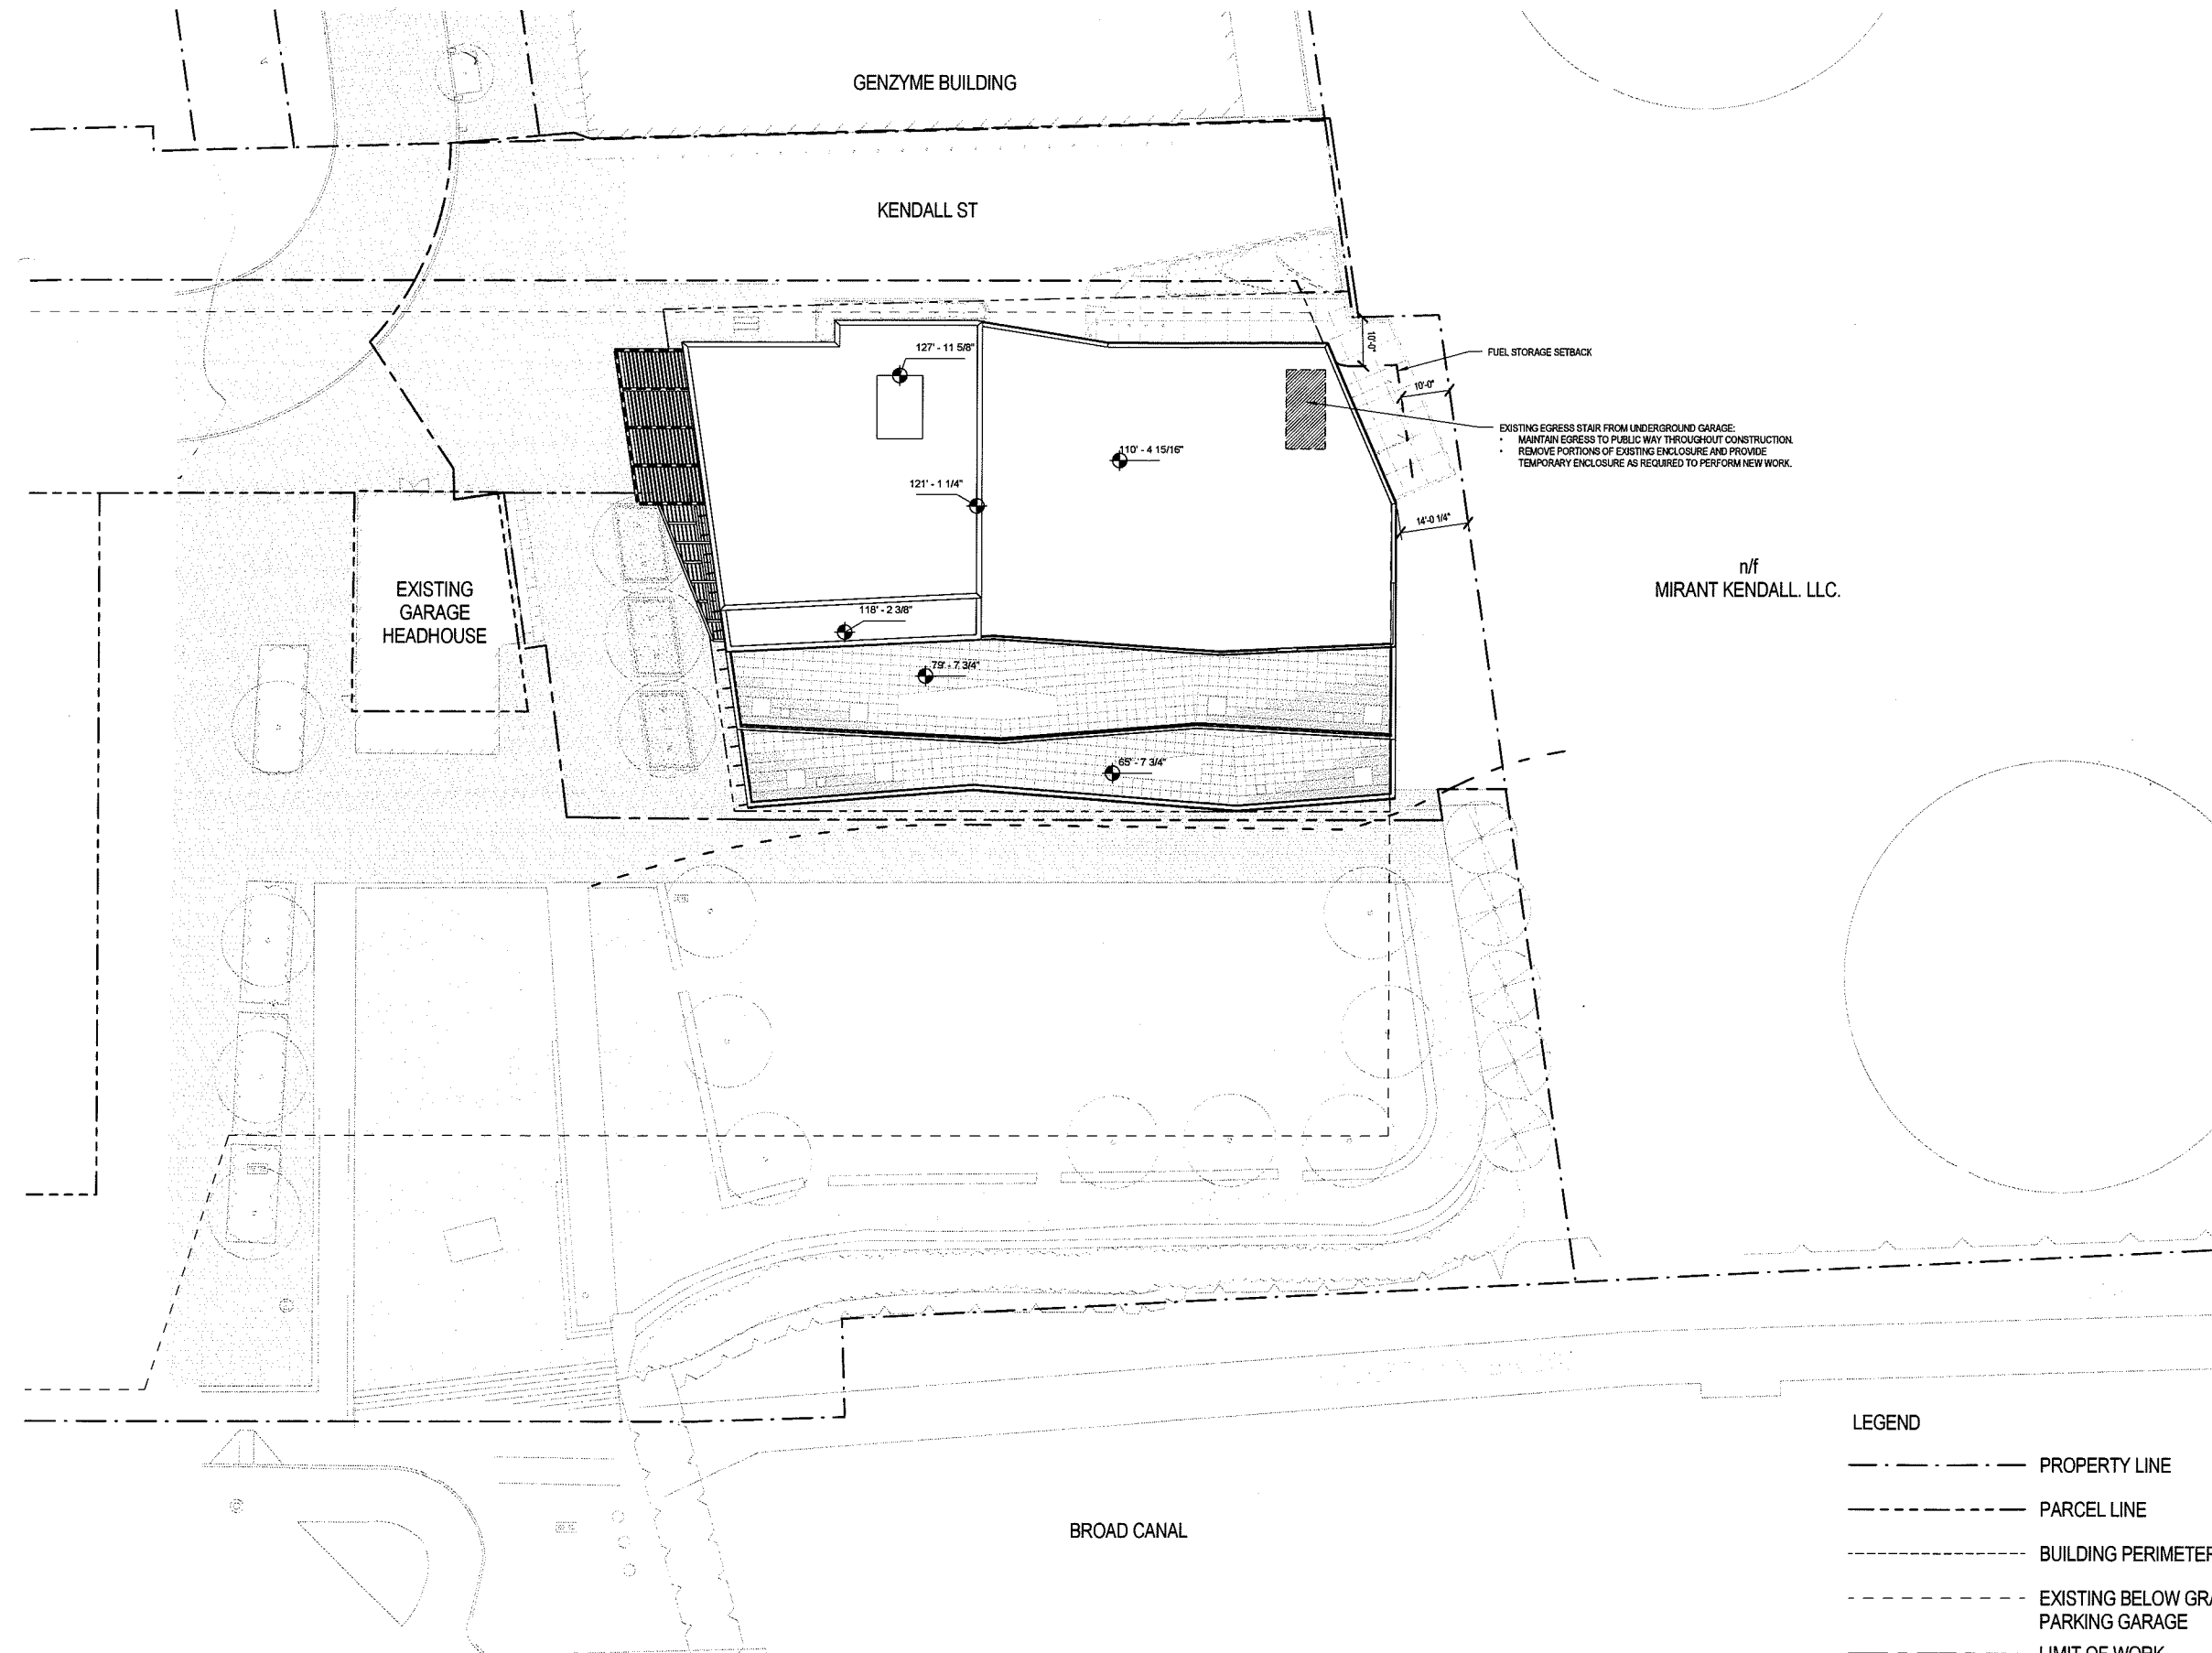 GENZYME BUILDING
KENDALL ST
127' - 11 5/8"
10'-0"
FUEL STORAGE SETBACK
10'-0"
EXISTING EGRESS STAIR FROM UNDERGROUND GARAGE:
• MAINTAIN EGRESS TO PUBLIC WAY THROUGHOUT CONSTRUCTION.
• REMOVE PORTIONS OF EXISTING ENCLOSURE AND PROVIDE
TEMPORARY ENCLOSURE AS REQUIRED TO PERFORM NEW WORK.
110' - 4 15/16"
121' - 1 1/4"
14'-0 1/4"
n/f
MIRANT KENDALL. LLC.
EXISTING
GARAGE
HEADHOUSE
118' - 2 3/8"
79' - 7 3/4"
65' - 7 3/4"
LEGEND
PROPERTY LINE
PARCEL LINE
BUILDING PERIMETER
EXISTING BELOW GRA
PARKING GARAGE
LIMIT OF WORK
BROAD CANAL